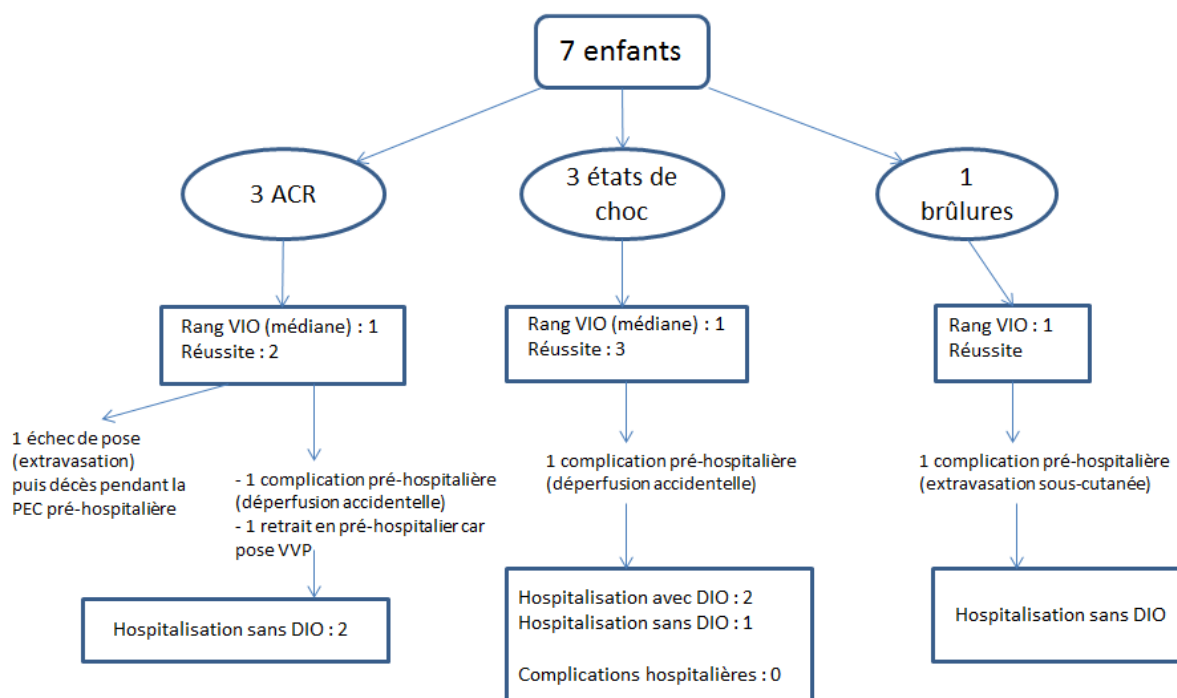 7 enfants
3 ACR
3 états de
choc
1
brûlures
Rang VIO (médiane) : 1
Réussite : 2
Rang VIO (médiane) : 1
Réussite : 3
Rang VIO : 1
Réussite
1 échec de pose
(extravasation)
puis décès pendant la
PEC pré-hospitalière
- 1 complication pré-hospitalière
(déperfusion accidentelle)
- 1 retrait en pré-hospitalier car
pose VVP
1 complication pré-hospitalière
(déperfusion accidentelle)
1 complication pré-hospitalière
(extravasation sous-cutanée)
Hospitalisation sans DIO : 2
Hospitalisation avec DIO : 2
Hospitalisation sans DIO : 1
Complications hospitalières : 0
Hospitalisation sans DIO